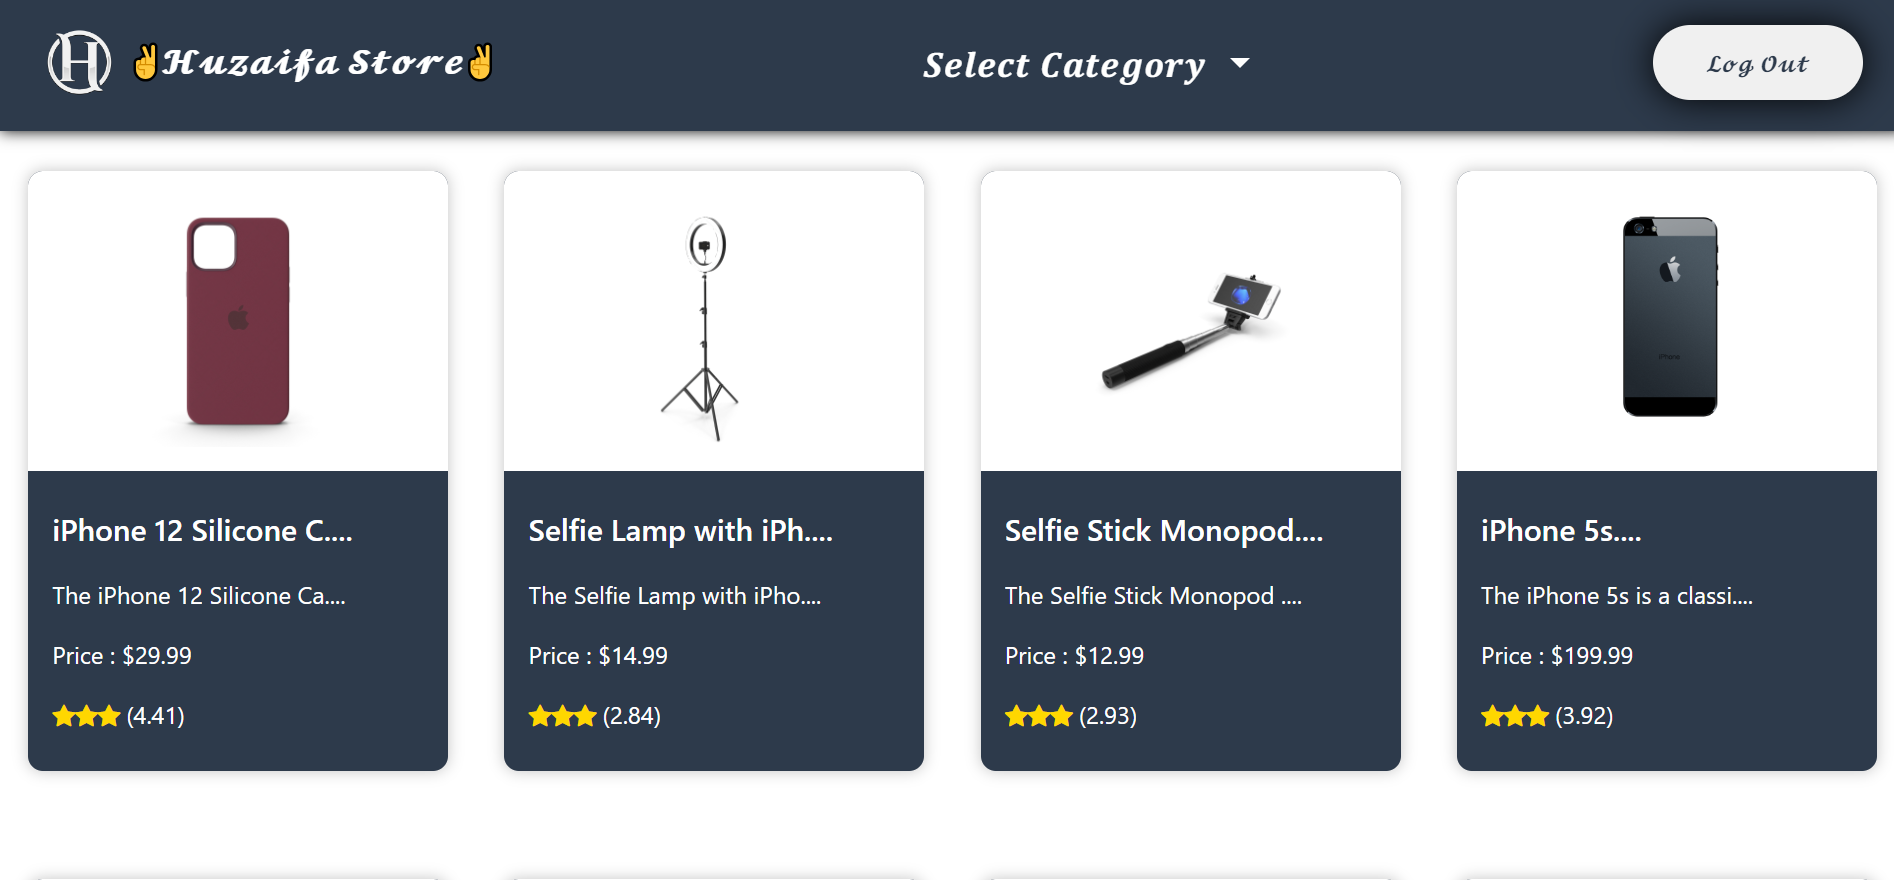 H ✌Huzaifa Store✌ Select Category Log Out
iPhone 12 Silicone C....
The iPhone 12 Silicone Ca....
Price : $29.99
★★★ (4.41)
Selfie Lamp with iPh....
The Selfie Lamp with iPho....
Price : $14.99
★★★ (2.84)
Selfie Stick Monopod....
The Selfie Stick Monopod ....
Price : $12.99
★★★ (2.93)
iPhone
iPhone 5s....
The iPhone 5s is a classi....
Price : $199.99
★★★ (3.92)